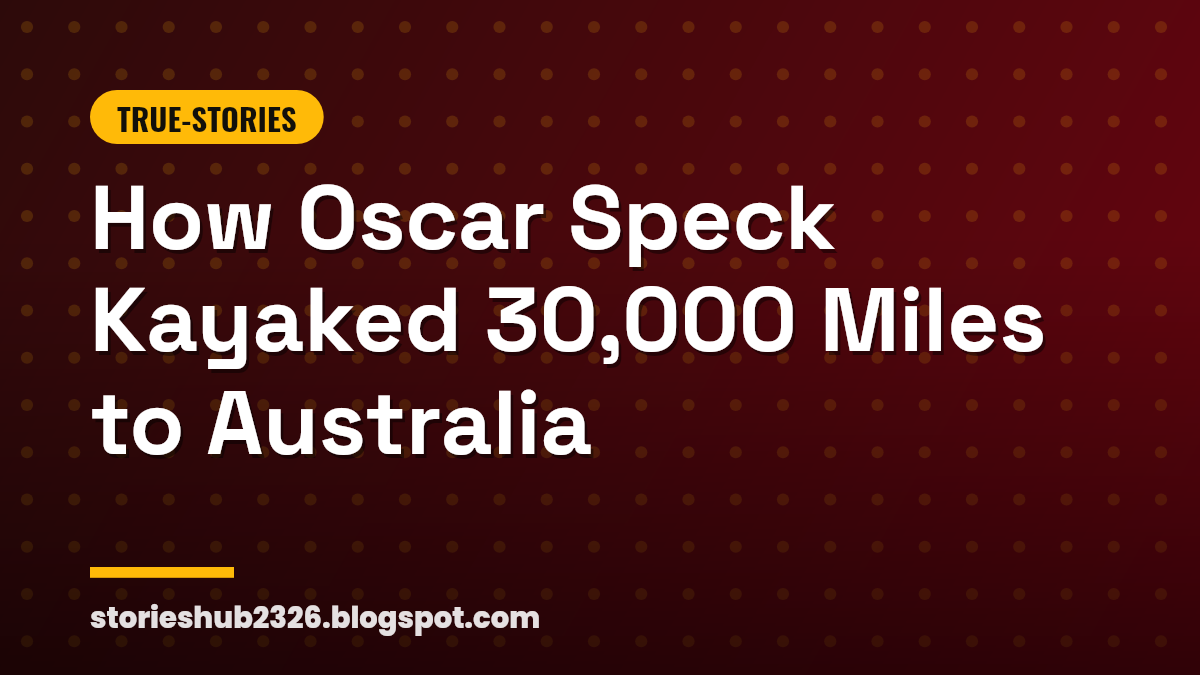 TRUE-STORIES
How Oscar Speck
Kayaked 30,000 Miles
to Australia
storieshub2326.blogspot.com